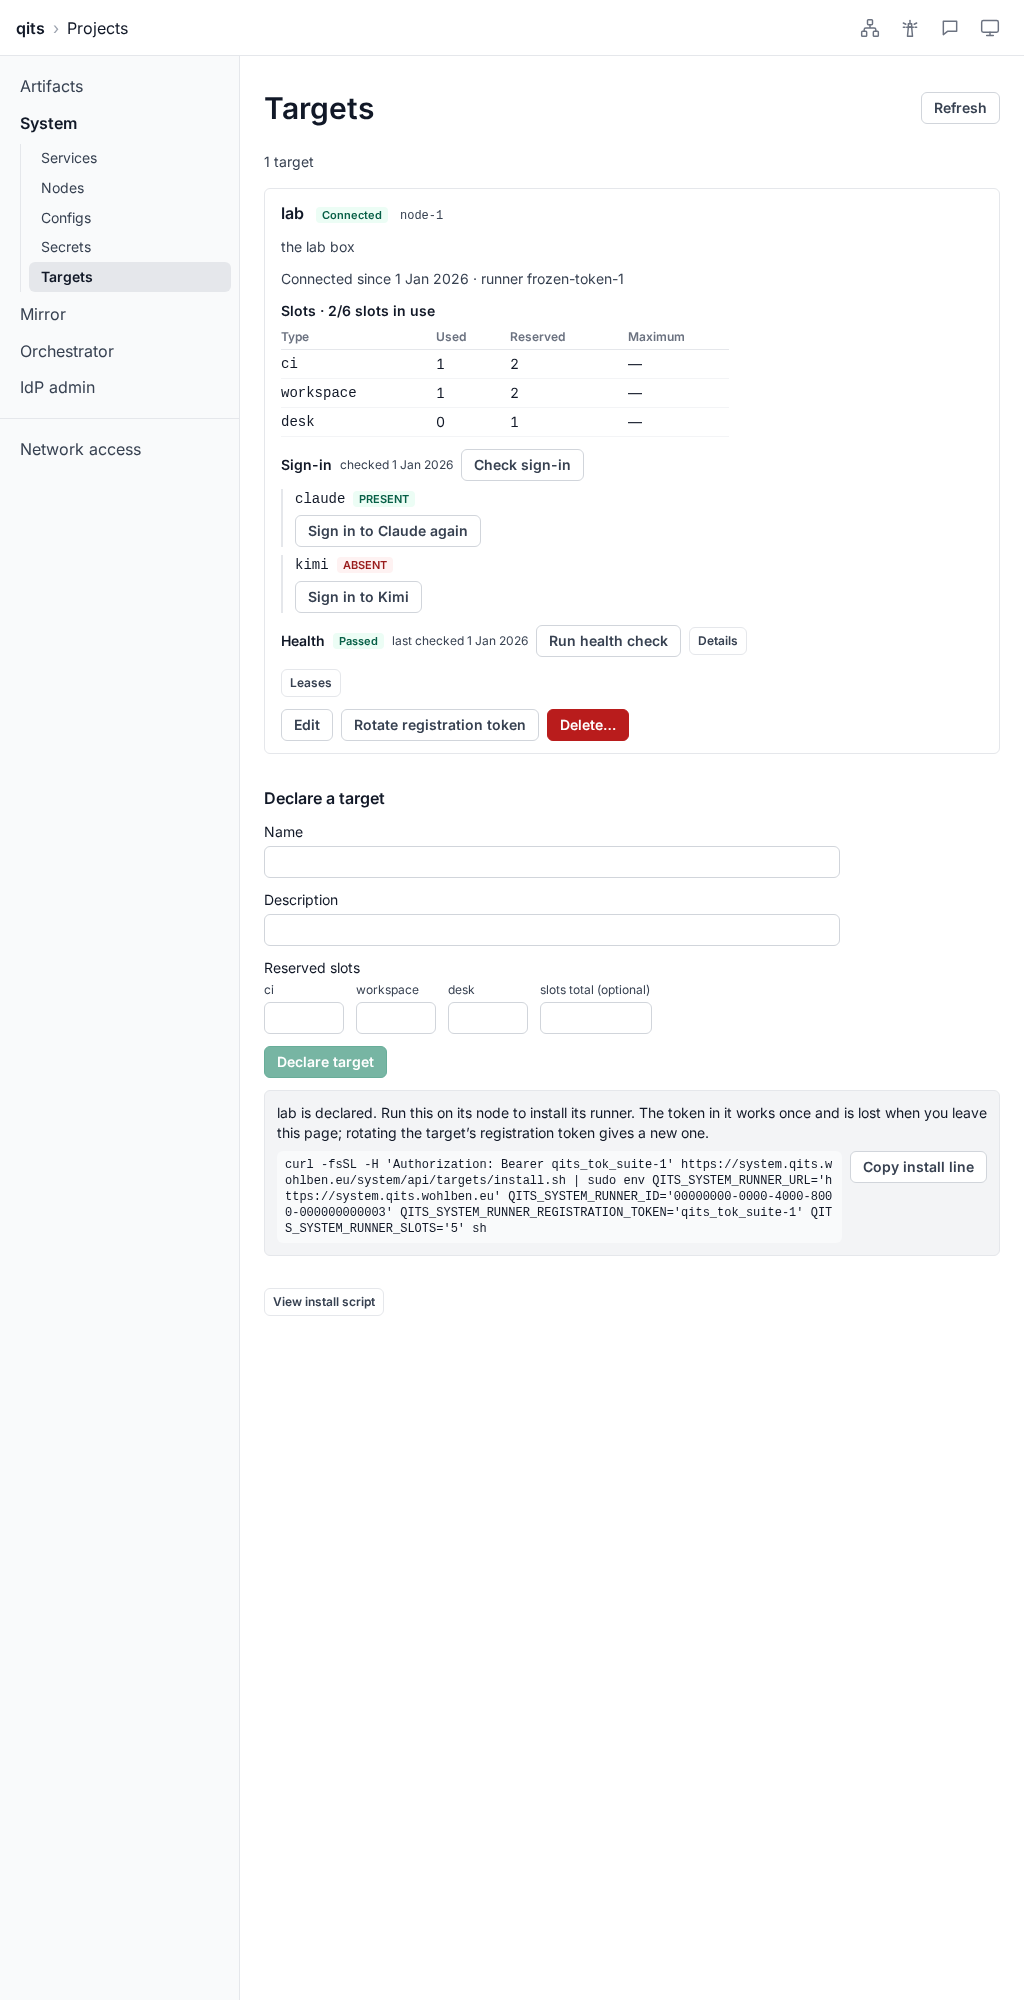 qits › Projects
Artifacts
System
Services
Nodes
Configs
Secrets
Targets
Mirror
Orchestrator
IdP admin
Network access
Targets
Refresh
1 target
lab Connected node-1
the lab box
Connected since 1 Jan 2026 · runner frozen-token-1
Slots · 2/6 slots in use
Type Used Reserved Maximum
ci 1 2 —
workspace 1 2 —
desk 0 1 —
Sign-in checked 1 Jan 2026 Check sign-in
claude PRESENT
Sign in to Claude again
kimi ABSENT
Sign in to Kimi
Health Passed last checked 1 Jan 2026 Run health check Details
Leases
Edit Rotate registration token Delete…
Declare a target
Name
Description
Reserved slots
ci workspace desk slots total (optional)
Declare target
lab is declared. Run this on its node to install its runner. The token in it works once and is lost when you leave
this page; rotating the target’s registration token gives a new one.
curl -fsSL -H 'Authorization: Bearer qits_tok_suite-1' https://system.qits.w
ohlben.eu/system/api/targets/install.sh | sudo env QITS_SYSTEM_RUNNER_URL='h
ttps://system.qits.wohlben.eu' QITS_SYSTEM_RUNNER_ID='00000000-0000-4000-800
0-000000000003' QITS_SYSTEM_RUNNER_REGISTRATION_TOKEN='qits_tok_suite-1' QIT
S_SYSTEM_RUNNER_SLOTS='5' sh
Copy install line
View install script